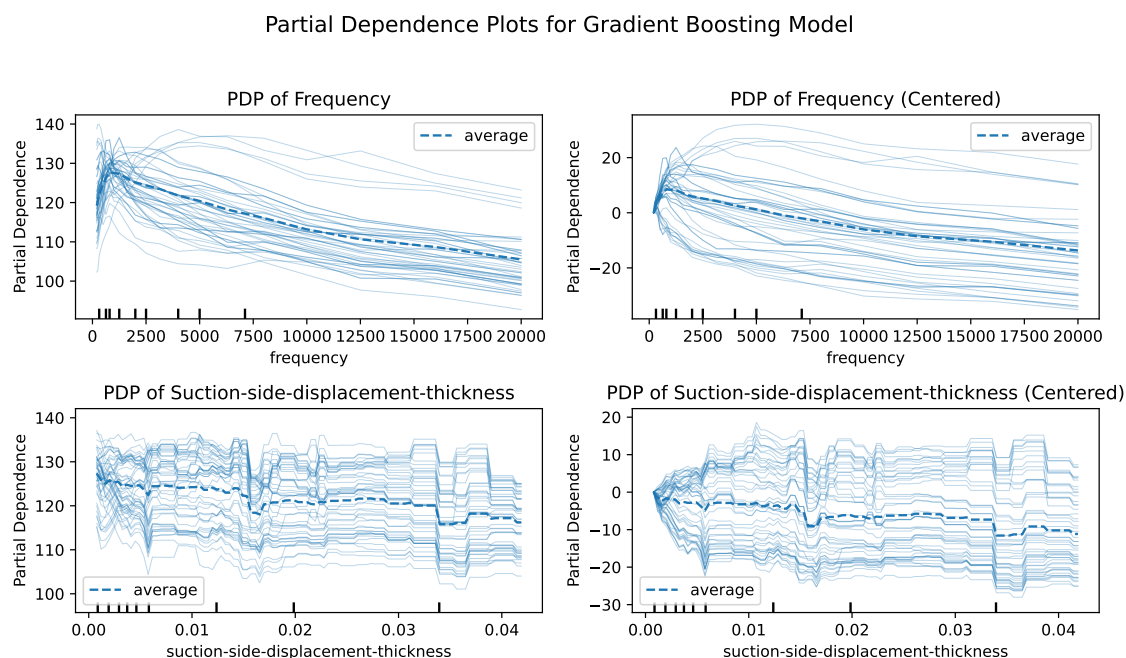 Partial Dependence Plots for Gradient Boosting Model
PDP of Frequency
140
130
120
110
100
Partial Dependence
average
0 2500 5000 7500 10000 12500 15000 17500 20000
frequency
PDP of Frequency (Centered)
20
0
−20
Partial Dependence
average
0 2500 5000 7500 10000 12500 15000 17500 20000
frequency
PDP of Suction-side-displacement-thickness
140
130
120
110
100
Partial Dependence
average
0.00 0.01 0.02 0.03 0.04
suction-side-displacement-thickness
PDP of Suction-side-displacement-thickness (Centered)
20
10
0
−10
−20
−30
Partial Dependence
average
0.00 0.01 0.02 0.03 0.04
suction-side-displacement-thickness